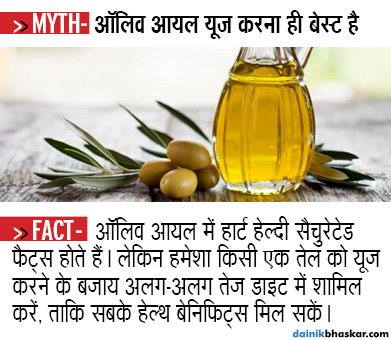 > MYTH- ऑलिव आयल यूज करना ही बेस्ट है
> FACT- ऑलिव आयल में हार्ट हेल्दी सैचुरेटेड
फैट्स होते हैं। लेकिन हमेशा किसी एक तेल को यूज
करने के बजाय अलग-अलग तेज डाइट में शामिल
करें, ताकि सबके हेल्थ बेनिफिट्स मिल सकें।
dainikbhaskar.com